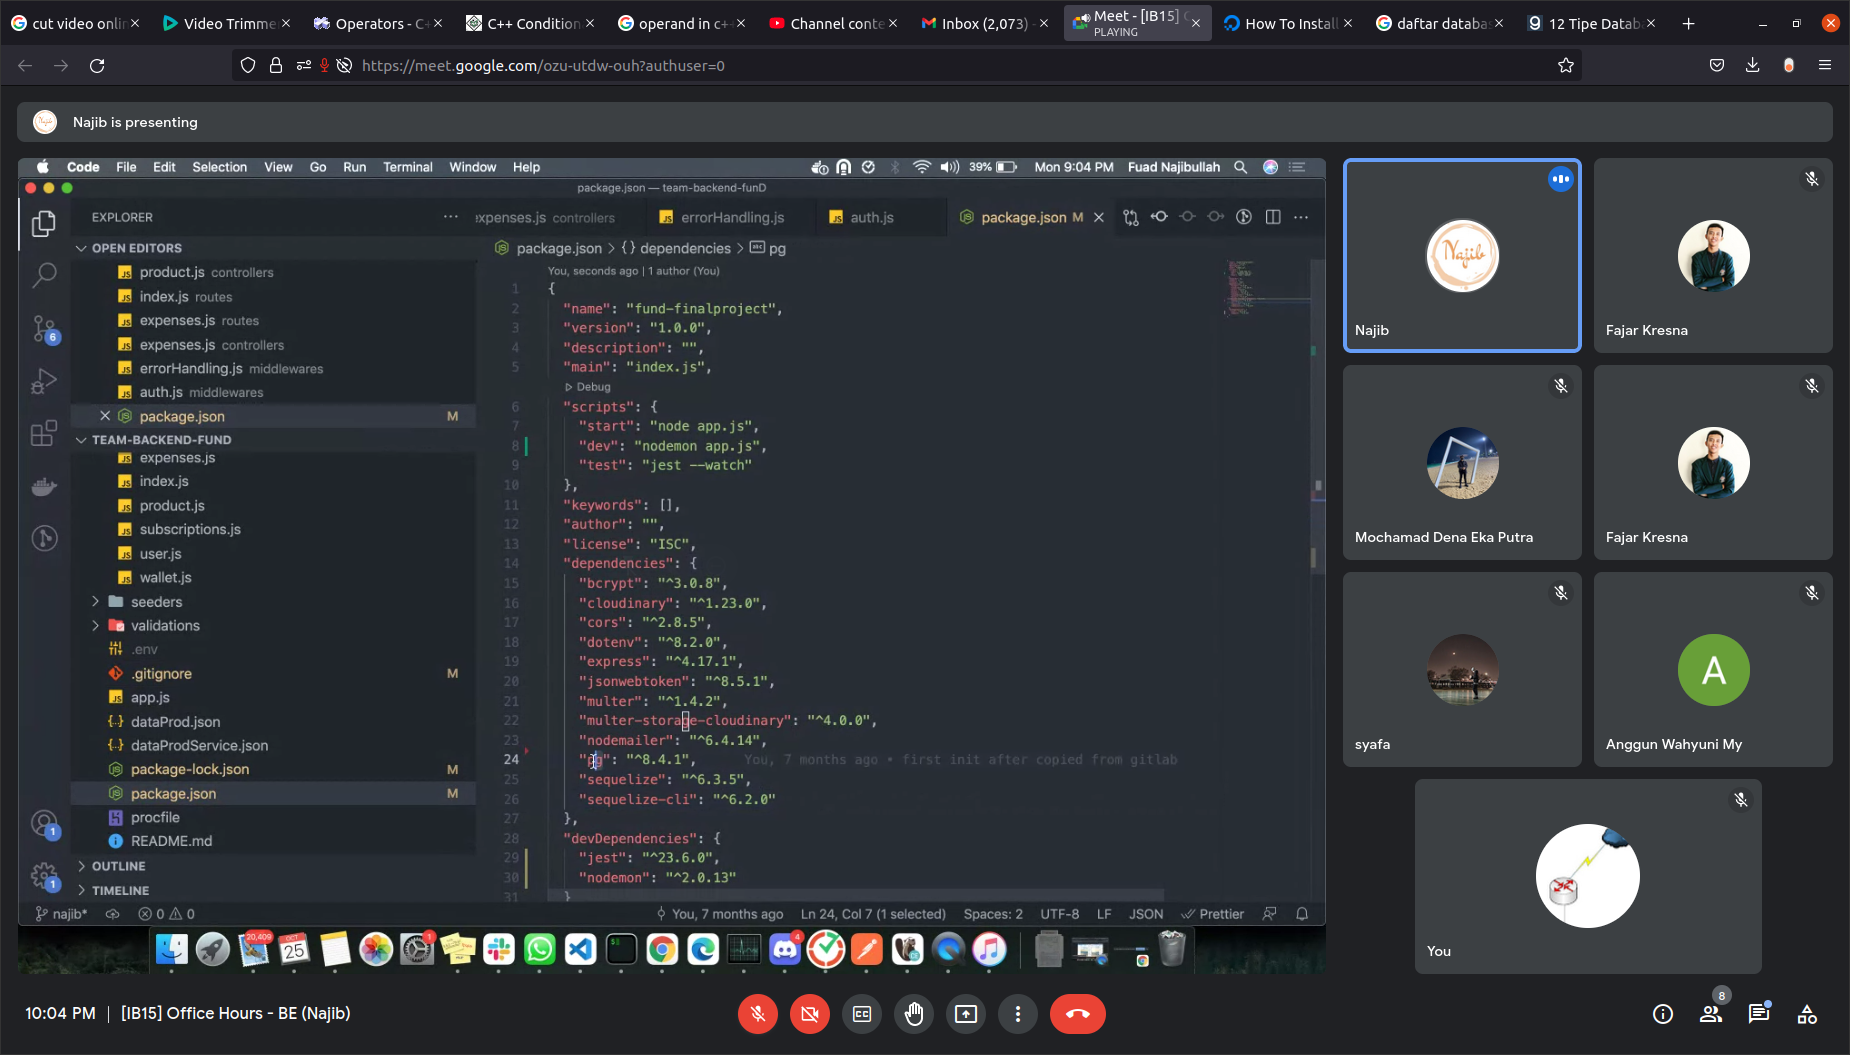 cut video onlin
Video Trimme
Operators - C
C++ Condition
operand in c+
Channel conte
Inbox (2,073)
Meet - [IB15]
PLAYING
How To Install
daftar databas
12 Tipe Datab
https://meet.google.com/ozu-utdw-ouh?authuser=0
Najib is presenting
Code File Edit Selection View Go Run Terminal Window Help
39% Mon 9:04 PM Fuad Najibullah
package.json — team-backend-funD
EXPLORER
expenses.js controllers
errorHandling.js
auth.js
package.json M
package.json > {} dependencies > pg
OPEN EDITORS
product.js controllers
index.js routes
expenses.js routes
expenses.js controllers
errorHandling.js middlewares
auth.js middlewares
package.json M
TEAM-BACKEND-FUND
expenses.js
index.js
product.js
subscriptions.js
user.js
wallet.js
seeders
validations
.env
.gitignore M
app.js
dataProd.json
dataProdService.json
package-lock.json M
package.json M
procfile
README.md
OUTLINE
TIMELINE
6
1
1
You, seconds ago | 1 author (You)
1 {
2 "name": "fund-finalproject",
3 "version": "1.0.0",
4 "description": "",
5 "main": "index.js",
Debug
6 "scripts": {
7 "start": "node app.js",
8 "dev": "nodemon app.js",
9 "test": "jest --watch"
10 },
11 "keywords": [],
12 "author": "",
13 "license": "ISC",
14 "dependencies": {
15 "bcrypt": "^3.0.8",
16 "cloudinary": "^1.23.0",
17 "cors": "^2.8.5",
18 "dotenv": "^8.2.0",
19 "express": "^4.17.1",
20 "jsonwebtoken": "^8.5.1",
21 "multer": "^1.4.2",
22 "multer-storage-cloudinary": "^4.0.0",
23 "nodemailer": "^6.4.14",
24 "pg": "^8.4.1", You, 7 months ago • first init after copied from gitlab
25 "sequelize": "^6.3.5",
26 "sequelize-cli": "^6.2.0"
27 },
28 "devDependencies": {
29 "jest": "^23.6.0",
30 "nodemon": "^2.0.13"
31 }
najib* 0 0
You, 7 months ago Ln 24, Col 7 (1 selected) Spaces: 2 UTF-8 LF JSON Prettier
20,409
OCT
25
1
4
Najib
Najib
Fajar Kresna
Mochamad Dena Eka Putra
Fajar Kresna
syafa
A
Anggun Wahyuni My
You
10:04 PM | [IB15] Office Hours - BE (Najib)
8